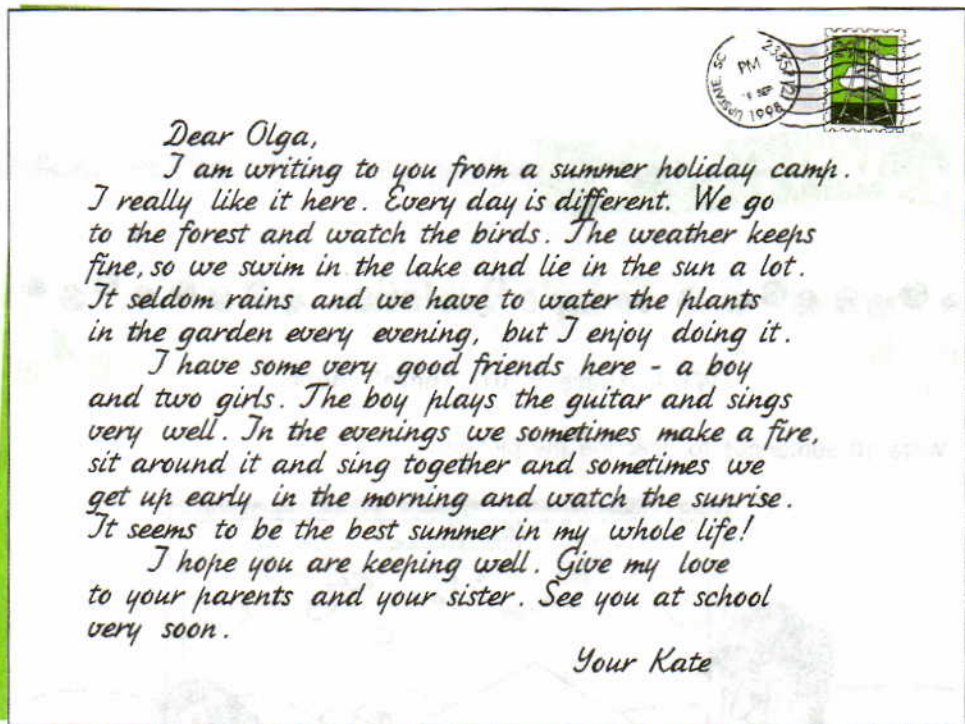 UPSTATE, SC 23357 V21
PM
SEP
1998
Dear Olga,
I am writing to you from a summer holiday camp.
I really like it here. Every day is different. We go
to the forest and watch the birds. The weather keeps
fine, so we swim in the lake and lie in the sun a lot.
It seldom rains and we have to water the plants
in the garden every evening, but I enjoy doing it.
I have some very good friends here - a boy
and two girls. The boy plays the guitar and sings
very well. In the evenings we sometimes make a fire,
sit around it and sing together and sometimes we
get up early in the morning and watch the sunrise.
It seems to be the best summer in my whole life!
I hope you are keeping well. Give my love
to your parents and your sister. See you at school
very soon.
Your Kate